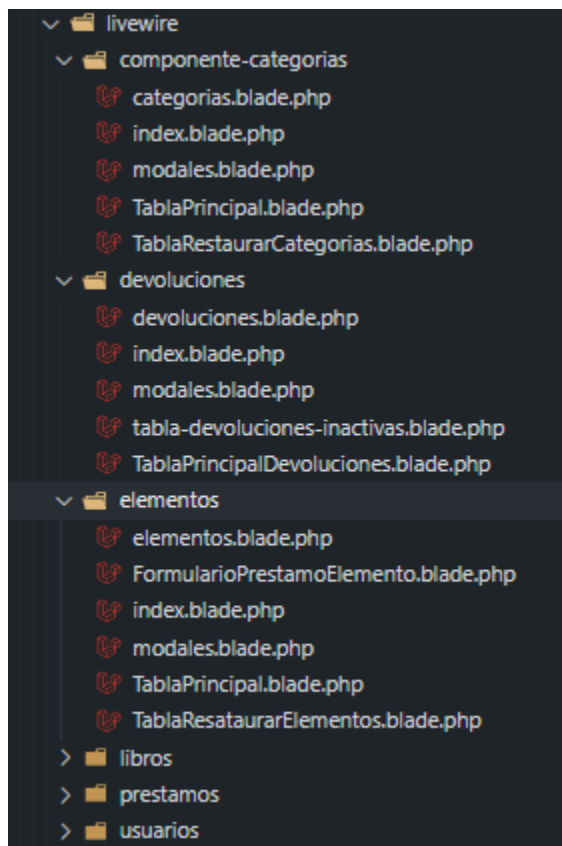 livewire
componente-categorias
categorias.blade.php
index.blade.php
modales.blade.php
TablaPrincipal.blade.php
TablaRestaurarCategorias.blade.php
devoluciones
devoluciones.blade.php
index.blade.php
modales.blade.php
tabla-devoluciones-inactivas.blade.php
TablaPrincipalDevoluciones.blade.php
elementos
elementos.blade.php
FormularioPrestamoElemento.blade.php
index.blade.php
modales.blade.php
TablaPrincipal.blade.php
TablaResataurarElementos.blade.php
libros
prestamos
usuarios